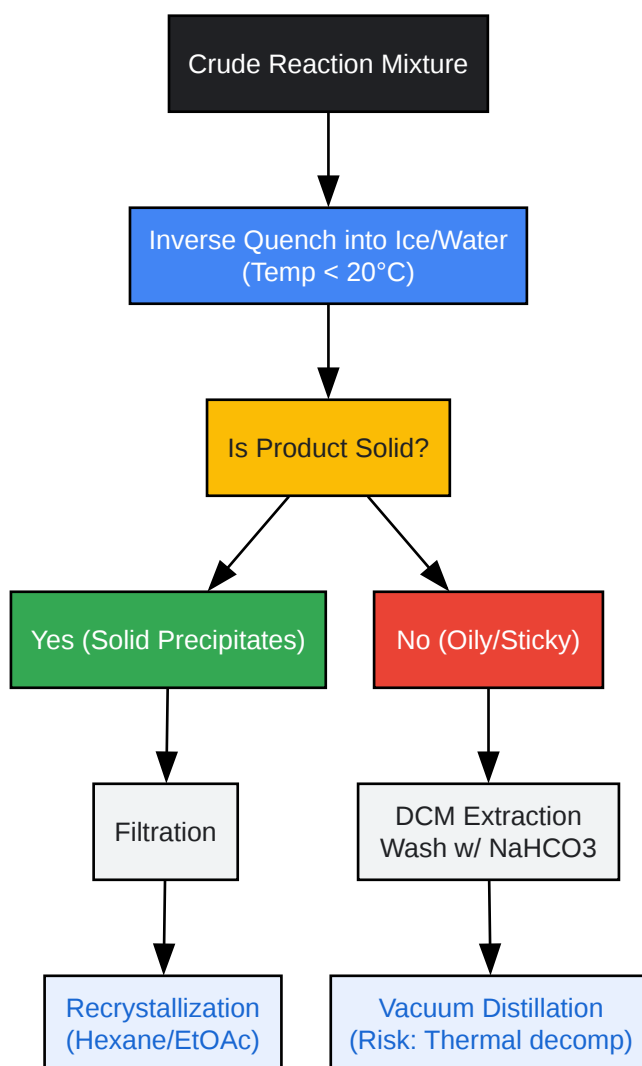 Crude Reaction Mixture
Inverse Quench into Ice/Water
(Temp < 20°C)
Is Product Solid?
Yes (Solid Precipitates)
No (Oily/Sticky)
Filtration
DCM Extraction
Wash w/ NaHCO3
Recrystallization
(Hexane/EtOAc)
Vacuum Distillation
(Risk: Thermal decomp)